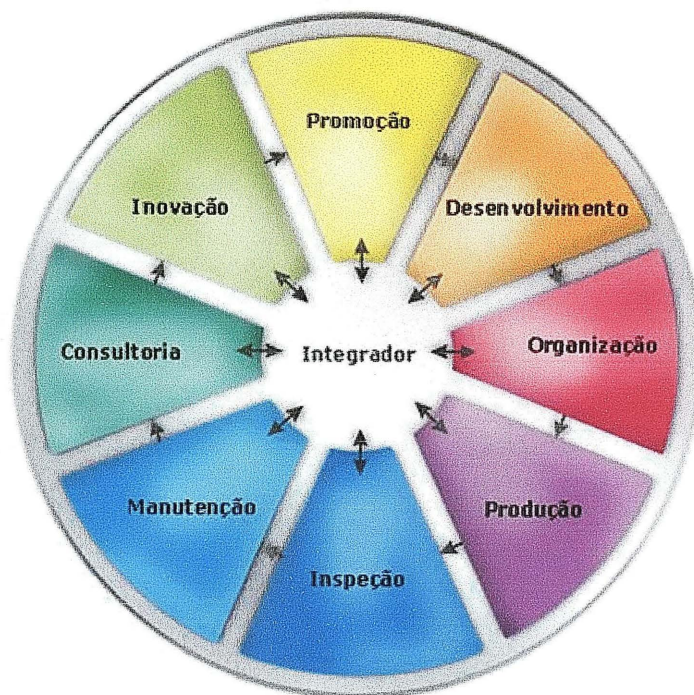 Promoção
Desenvolvimento
Organização
Produção
Inspeção
Manutenção
Consultoria
Inovação
Integrador